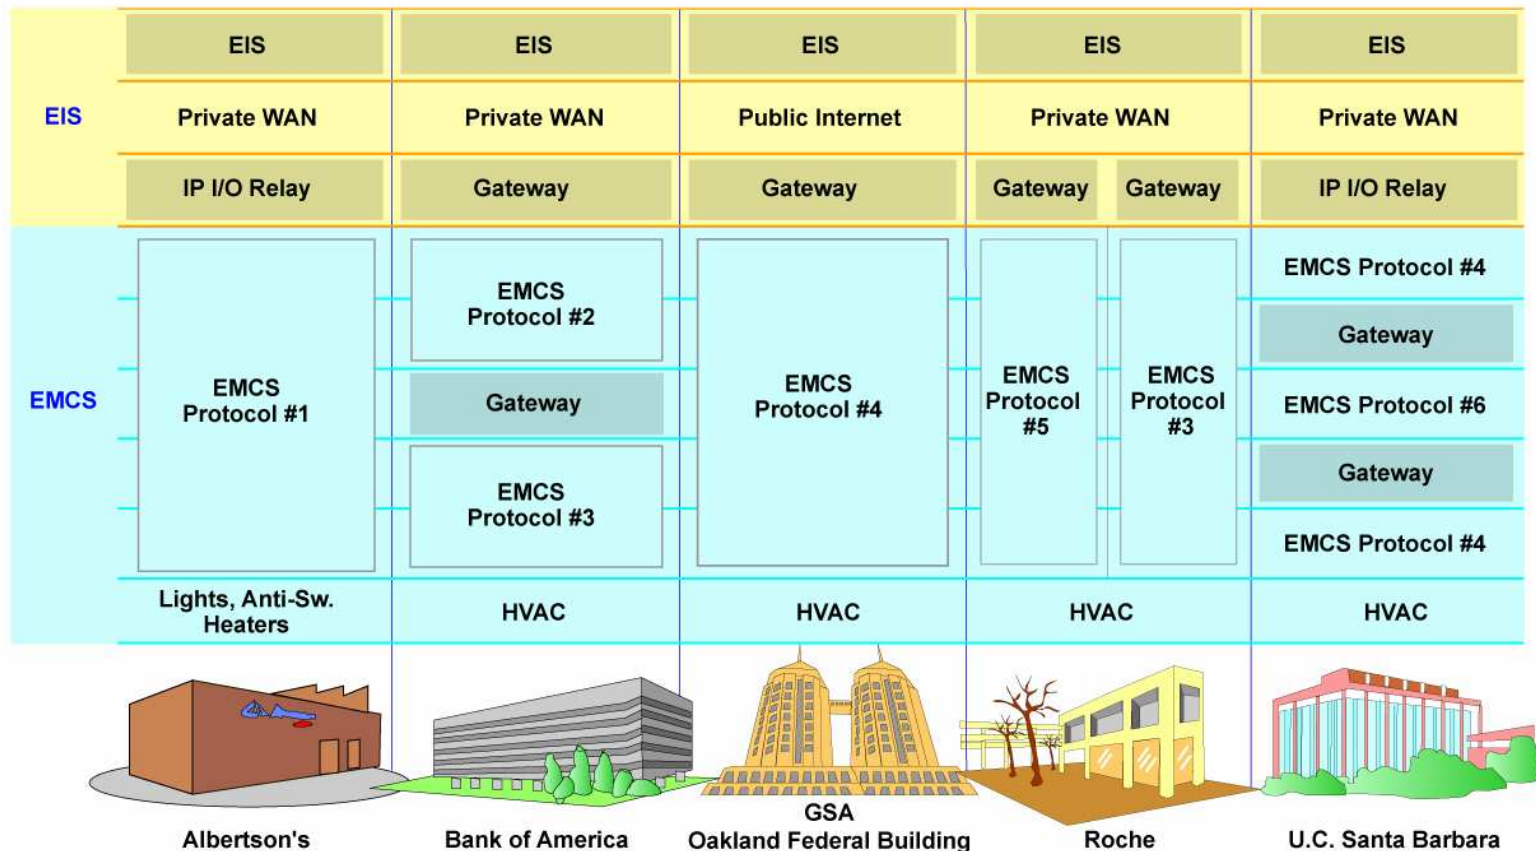 EIS EIS EIS EIS EIS
EIS
Private WAN Private WAN Public Internet Private WAN Private WAN
IP I/O Relay Gateway Gateway Gateway Gateway IP I/O Relay
EMCS
EMCS
Protocol #1
EMCS
Protocol #2
Gateway
EMCS
Protocol #3
EMCS
Protocol #4
EMCS
Protocol
#5
EMCS
Protocol
#3
EMCS Protocol #4
Gateway
EMCS Protocol #6
Gateway
EMCS Protocol #4
Lights, Anti-Sw.
Heaters
HVAC HVAC HVAC HVAC
Albertson's
Bank of America
GSA
Oakland Federal Building
Roche
U.C. Santa Barbara